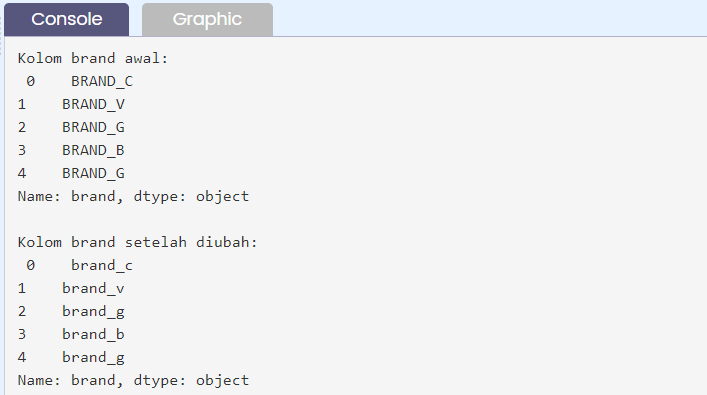 Console Graphic
Kolom brand awal:
 0    BRAND_C
1    BRAND_V
2    BRAND_G
3    BRAND_B
4    BRAND_G
Name: brand, dtype: object

Kolom brand setelah diubah:
 0    brand_c
1    brand_v
2    brand_g
3    brand_b
4    brand_g
Name: brand, dtype: object